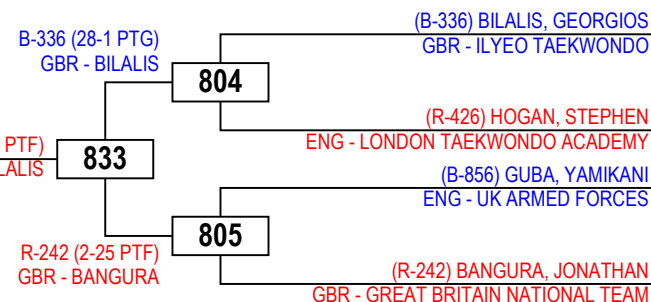 (B-336) BILALIS, GEORGIOS
GBR - ILYEO TAEKWONDO
B-336 (28-1 PTG)
GBR - BILALIS
804
(R-426) HOGAN, STEPHEN
ENG - LONDON TAEKWONDO ACADEMY
PTF)
833
(B-856) GUBA, YAMIKANI
ENG - UK ARMED FORCES
805
R-242 (2-25 PTF)
GBR - BANGURA
(R-242) BANGURA, JONATHAN
GBR - GREAT BRITAIN NATIONAL TEAM